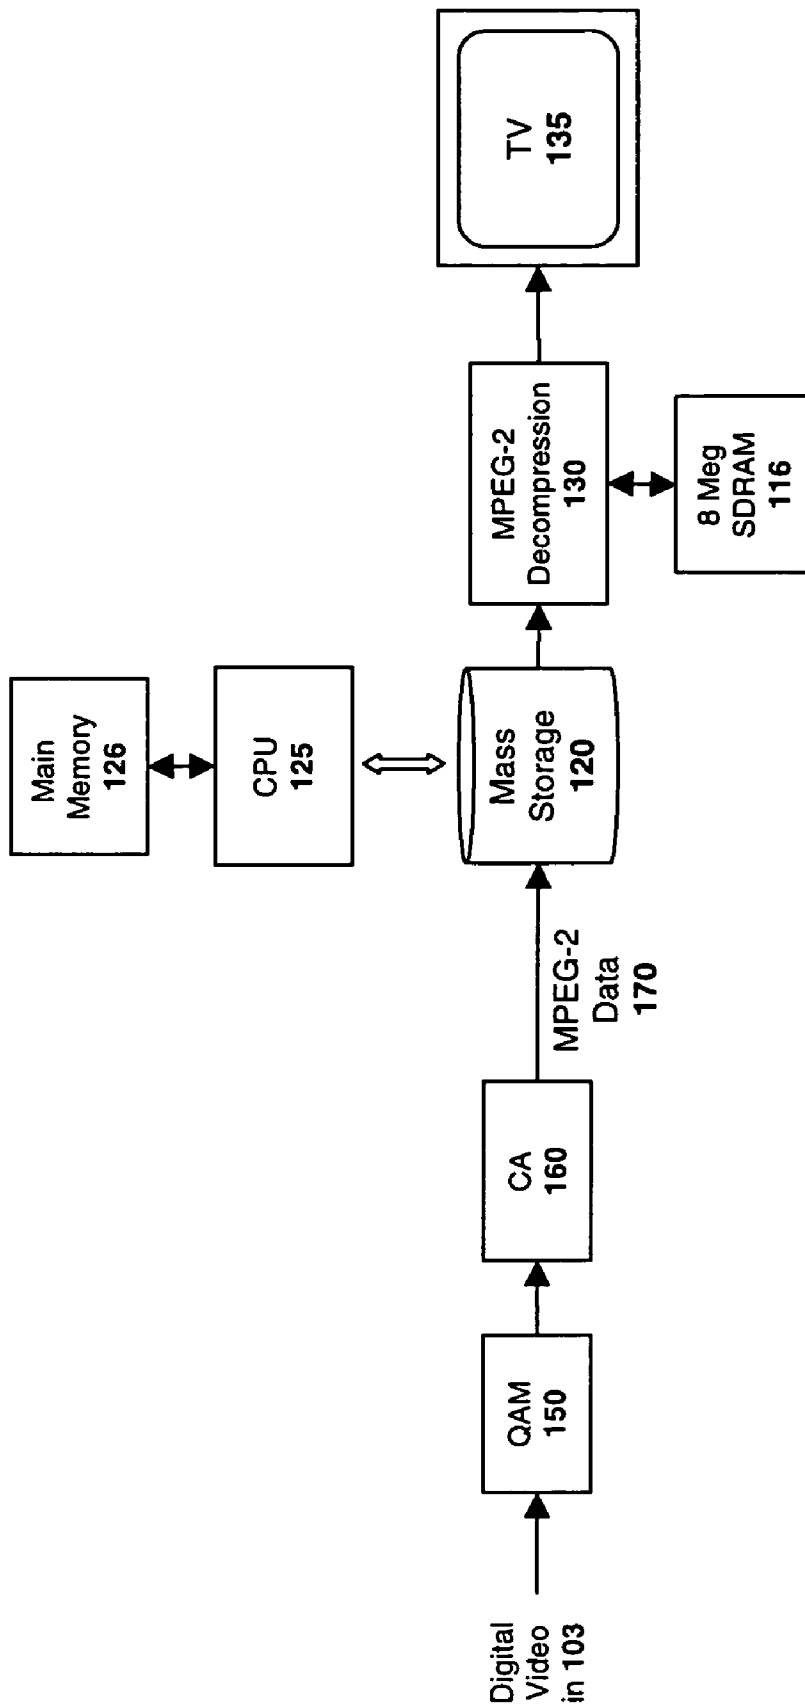 Main
Memory
126
CPU
125
Digital
Video
in 103
QAM
150
CA
160
MPEG-2
Data
170
Mass
Storage
120
MPEG-2
Decompression
130
TV
135
8 Meg
SDRAM
116